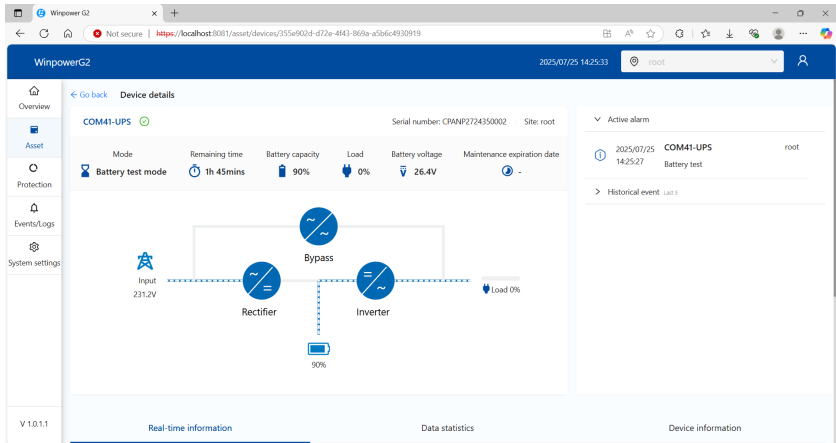 Winpower G2
Not secure https://localhost:8081/asset/devices/355e902d-d72e-4f43-869a-a5b6c4930919
WinpowerG2
2025/07/25 14:25:33
root
Overview
Asset
Protection
Events/Logs
System settings
V 1.0.1.1
Go back Device details
COM41-UPS
Serial number: CPANP2724350002 Site: root
Mode Remaining time Battery capacity Load Battery voltage Maintenance expiration date
Battery test mode 1h 45mins 90% 0% 26.4V -
Bypass
Input
231.2V
Rectifier
Inverter
Load 0%
90%
Active alarm
2025/07/25 COM41-UPS root
14:25:27 Battery test
Historical event Last 5
Real-time information Data statistics Device information